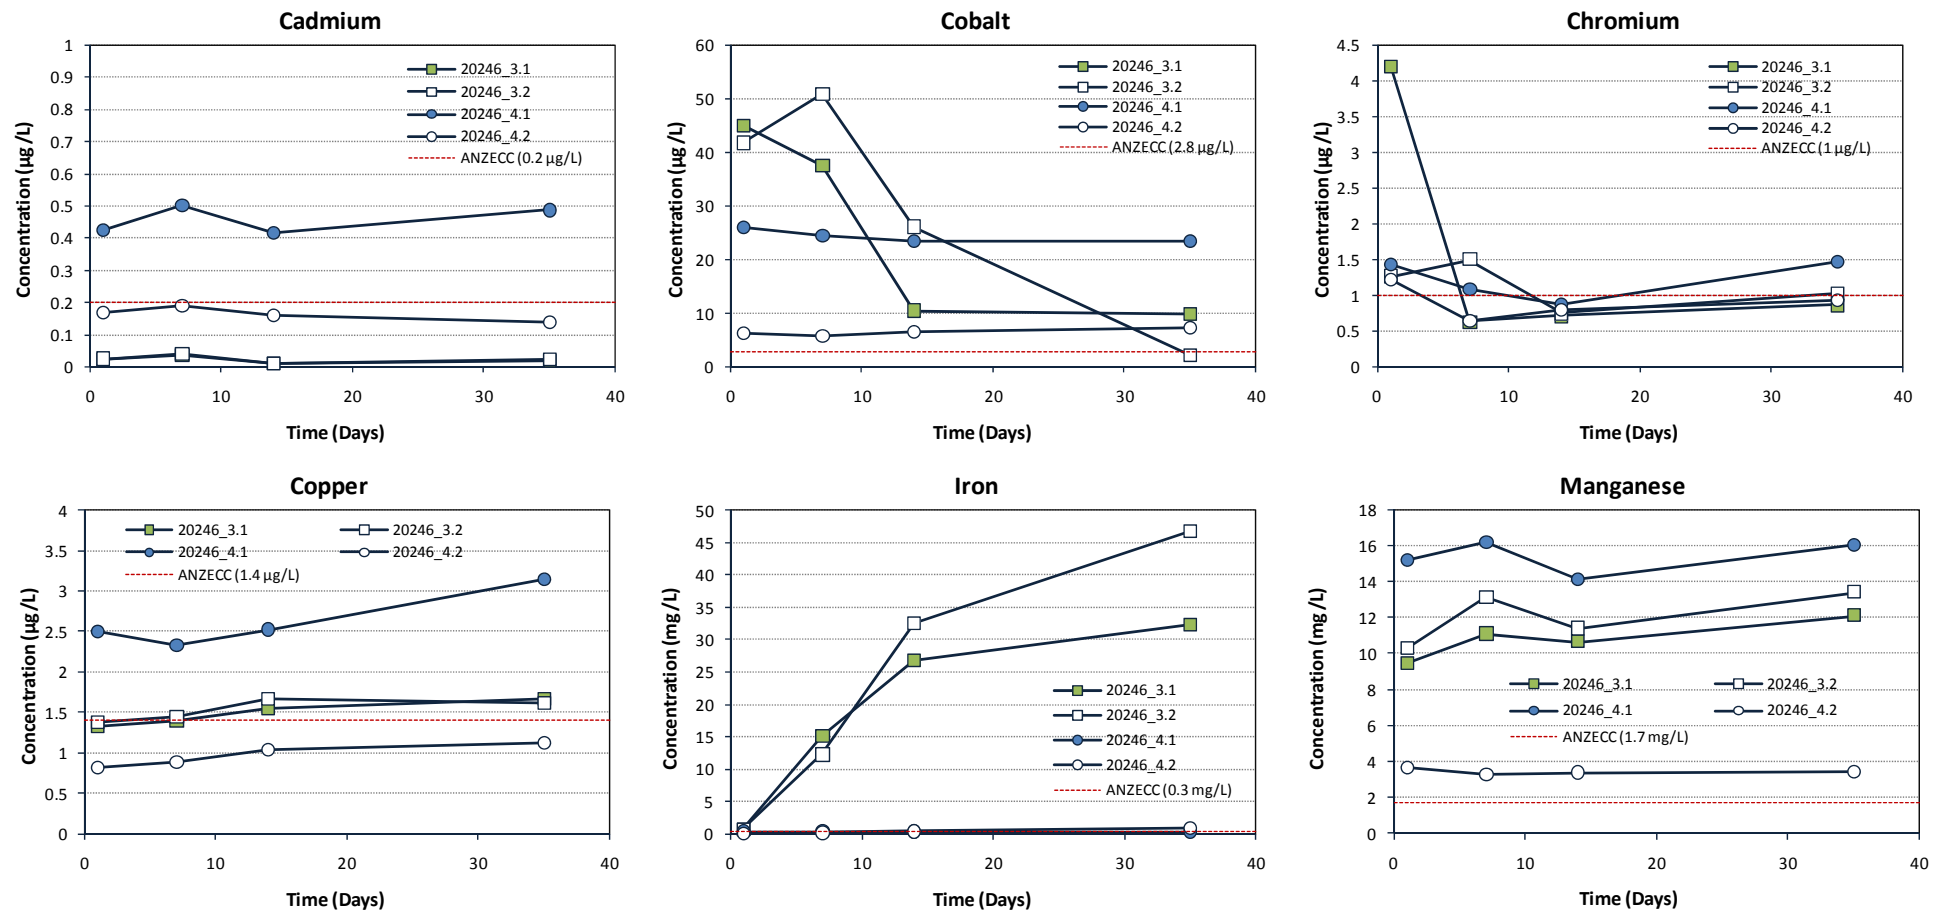 Cadmium
Concentration (µg /L)
1
0.9
0.8
0.7
0.6
0.5
0.4
0.3
0.2
0.1
0
20246_3.1
20246_3.2
20246_4.1
20246_4.2
ANZECC (0.2 µg/L)
0 10 20 30 40
Time (Days)
Cobalt
Concentration (µg /L)
60
50
40
30
20
10
0
20246_3.1
20246_3.2
20246_4.1
20246_4.2
ANZECC (2.8 µg/L)
0 10 20 30 40
Time (Days)
Chromium
Concentration (µg /L)
4.5
4
3.5
3
2.5
2
1.5
1
0.5
0
20246_3.1
20246_3.2
20246_4.1
20246_4.2
ANZECC (1 µg/L)
0 10 20 30 40
Time (Days)
Copper
Concentration (µg /L)
4
3.5
3
2.5
2
1.5
1
0.5
0
20246_3.1 20246_3.2
20246_4.1 20246_4.2
ANZECC (1.4 µg/L)
0 10 20 30 40
Time (Days)
Iron
Concentration (mg /L)
50
45
40
35
30
25
20
15
10
5
0
20246_3.1
20246_3.2
20246_4.1
20246_4.2
ANZECC (0.3 mg/L)
0 10 20 30 40
Time (Days)
Manganese
Concentration (mg /L)
18
16
14
12
10
8
6
4
2
0
20246_3.1 20246_3.2
20246_4.1 20246_4.2
ANZECC (1.7 mg/L)
0 10 20 30 40
Time (Days)